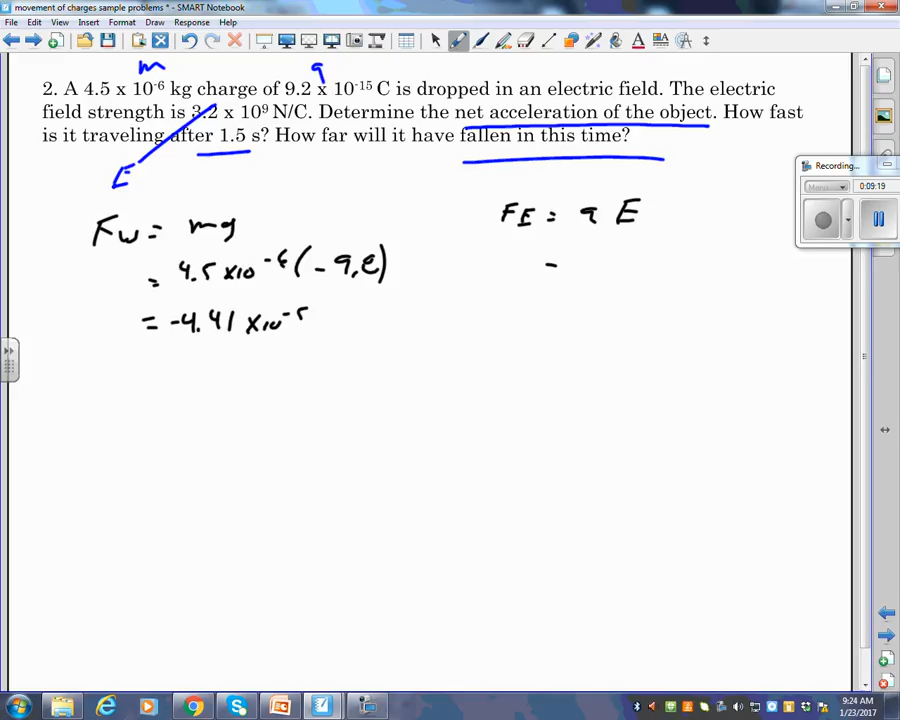 movement of charges sample problems * - SMART Notebook
File Edit View Insert Format Draw Response Help
m
q
2. A 4.5 x 10-6 kg charge of 9.2 x 10-15 C is dropped in an electric field. The electric
field strength is 3.2 x 109 N/C. Determine the net acceleration of the object. How fast
is it traveling after 1.5 s? How far will it have fallen in this time?
E
Recording...
Menu
0:09:19
Fw = mg
FE = q E
= 4.5 x10 -6 ( - 9.8)
=
= -4.41 x10 -5
9:24 AM
1/23/2017